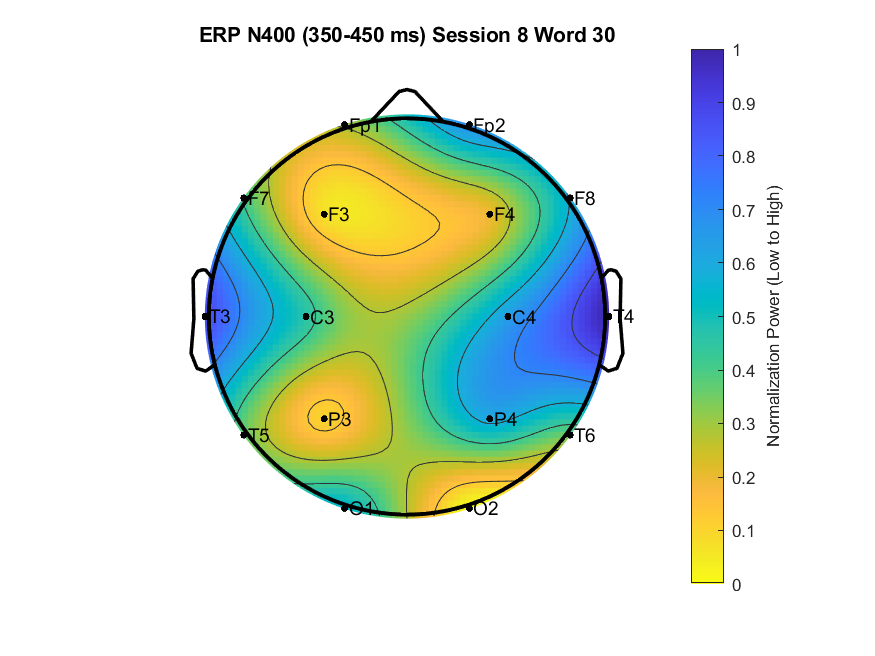 ERP N400 (350-450 ms) Session 8 Word 30
Fp1 Fp2
F7 F8
F3 F4
T3 C3 C4 T4
P3 P4
T5 T6
O1 O2
1
0.9
0.8
0.7
0.6
0.5
0.4
0.3
0.2
0.1
0
Normalization Power (Low to High)